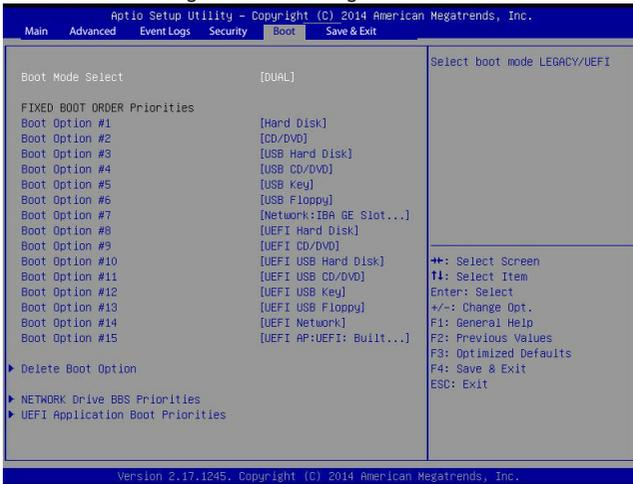 Aptio Setup Utility – Copyright (C) 2014 American Megatrends, Inc.
Main Advanced Event Logs Security Boot Save & Exit
Boot Mode Select [DUAL]
FIXED BOOT ORDER Priorities
Boot Option #1 [Hard Disk]
Boot Option #2 [CD/DVD]
Boot Option #3 [USB Hard Disk]
Boot Option #4 [USB CD/DVD]
Boot Option #5 [USB Key]
Boot Option #6 [USB Floppy]
Boot Option #7 [Network:IBA GE Slot...]
Boot Option #8 [UEFI Hard Disk]
Boot Option #9 [UEFI CD/DVD]
Boot Option #10 [UEFI USB Hard Disk]
Boot Option #11 [UEFI USB CD/DVD]
Boot Option #12 [UEFI USB Key]
Boot Option #13 [UEFI USB Floppy]
Boot Option #14 [UEFI Network]
Boot Option #15 [UEFI AP:UEFI: Built...]
Delete Boot Option
NETWORK Drive BBS Priorities
UEFI Application Boot Priorities
Select boot mode LEGACY/UEFI
→←: Select Screen
↑↓: Select Item
Enter: Select
+/-: Change Opt.
F1: General Help
F2: Previous Values
F3: Optimized Defaults
F4: Save & Exit
ESC: Exit
Version 2.17.1245. Copyright (C) 2014 American Megatrends, Inc.